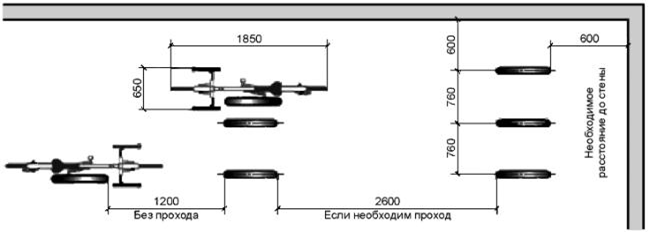 1850
600
600
650
760
760
Необходимое
расстояние до стены
1200
2600
Без прохода
Если необходим проход